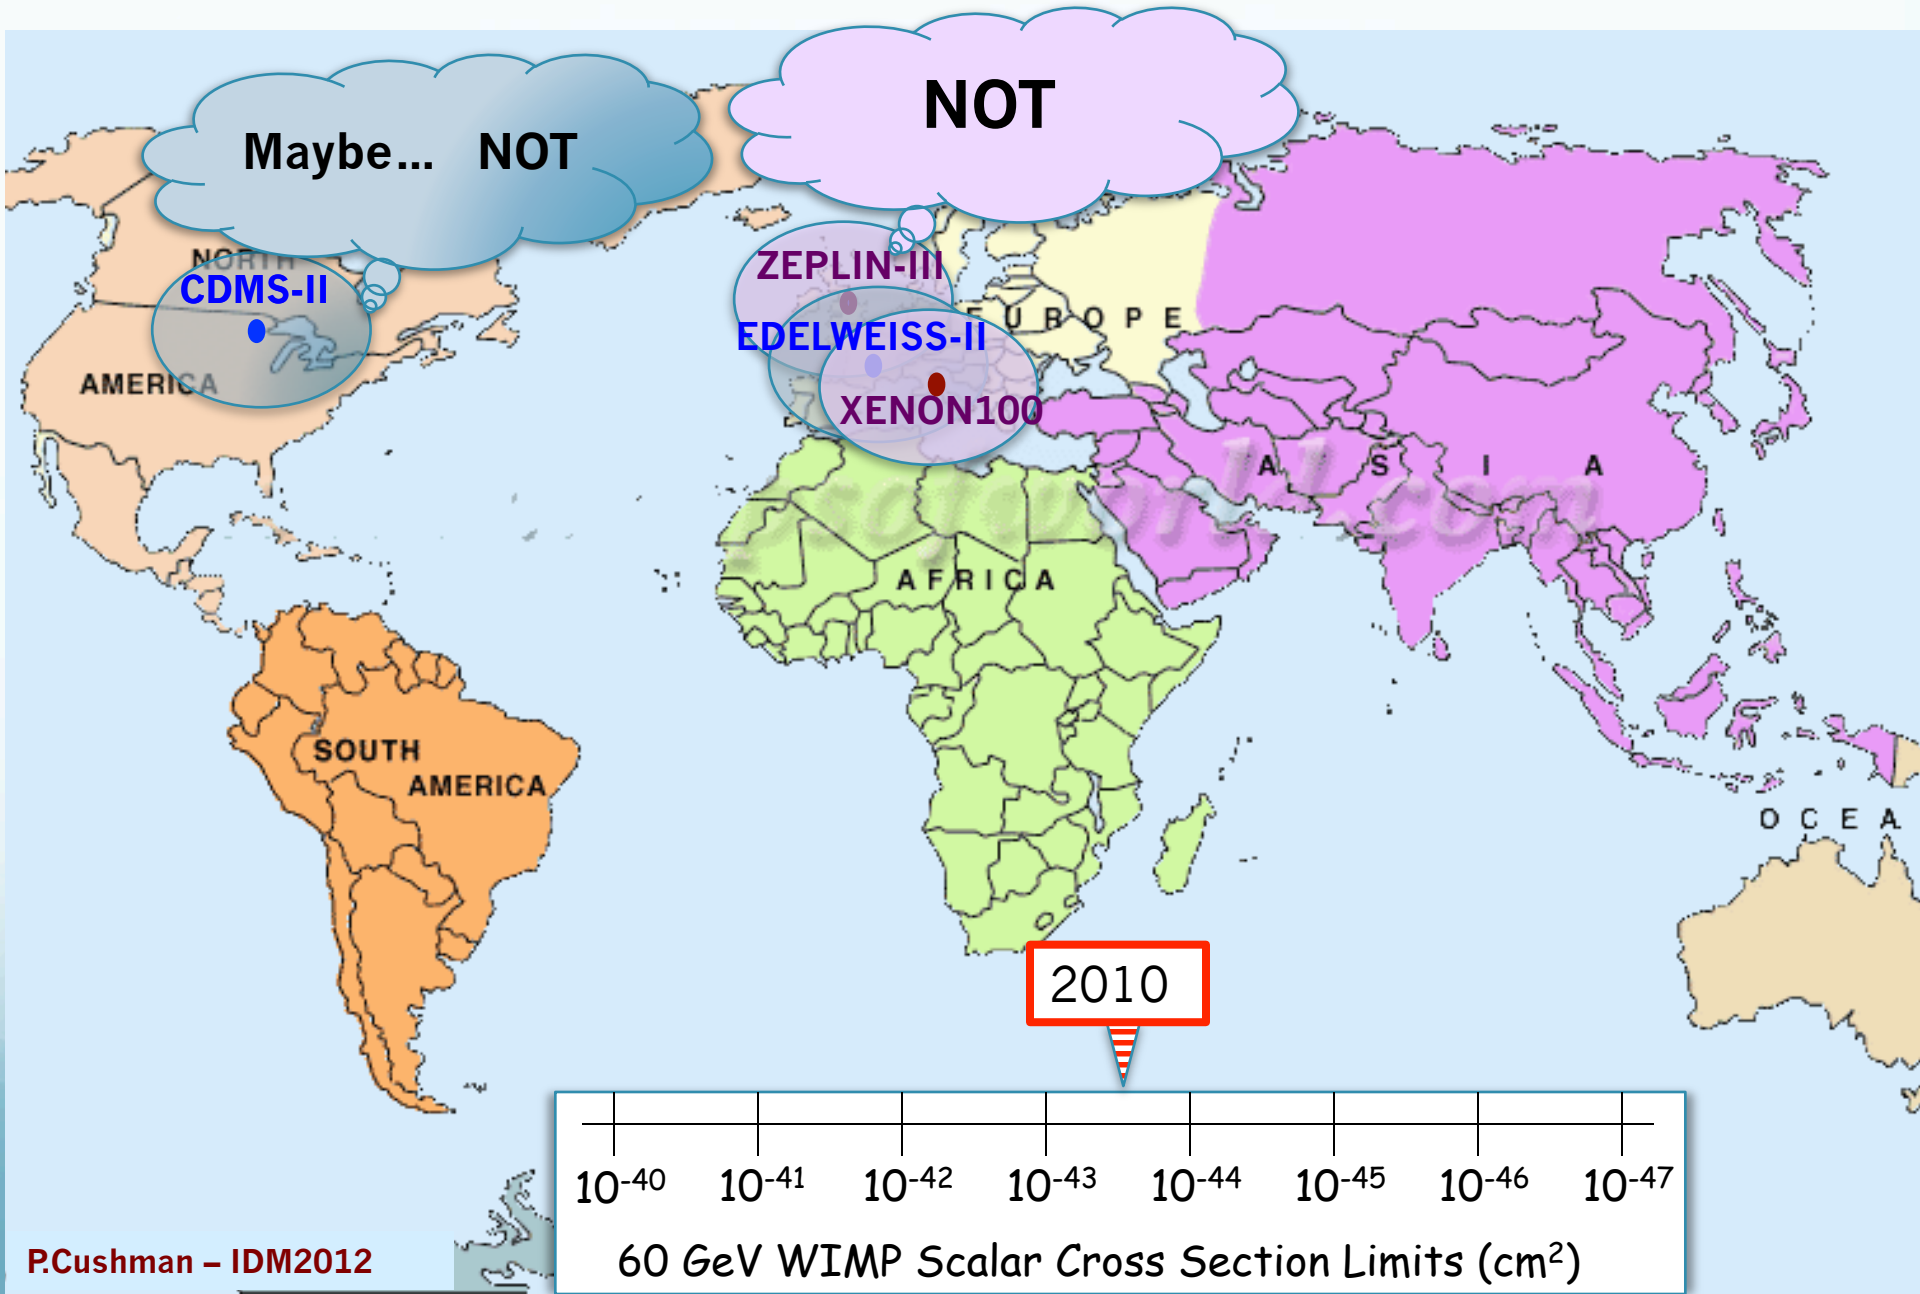 NOT
Maybe... NOT
NORTH
CDMS-II
AMERICA
ZEPLIN-III
EUROPE
EDELWEISS-II
XENON100
ASIA
AFRICA
SOUTH
AMERICA
OCEA
2010
10-40 10-41 10-42 10-43 10-44 10-45 10-46 10-47
60 GeV WIMP Scalar Cross Section Limits (cm2)
P.Cushman – IDM2012